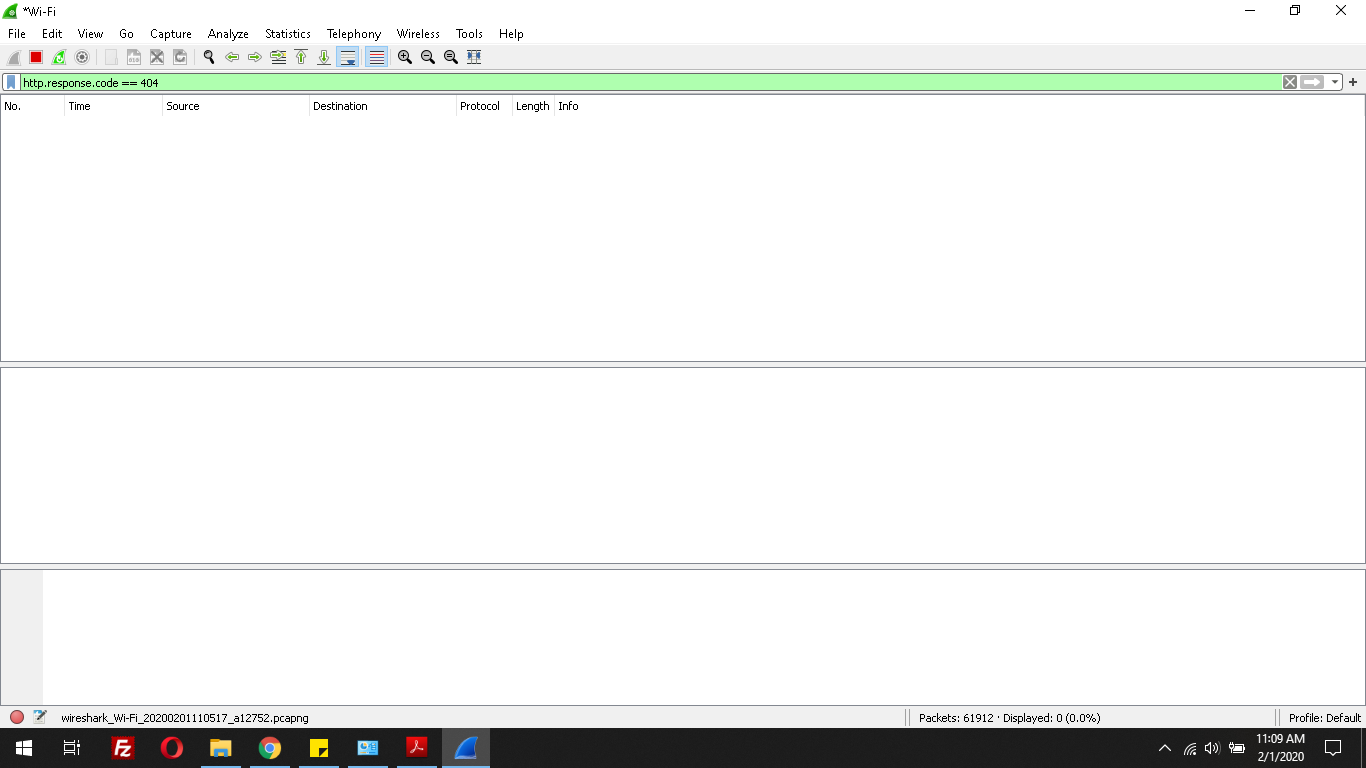 *Wi-Fi
File Edit View Go Capture Analyze Statistics Telephony Wireless Tools Help
http.response.code == 404
No. Time Source Destination Protocol Length Info
wireshark_Wi-Fi_20200201110517_a12752.pcapng Packets: 61912 · Displayed: 0 (0.0%) Profile: Default
Fz
11:09 AM
2/1/2020